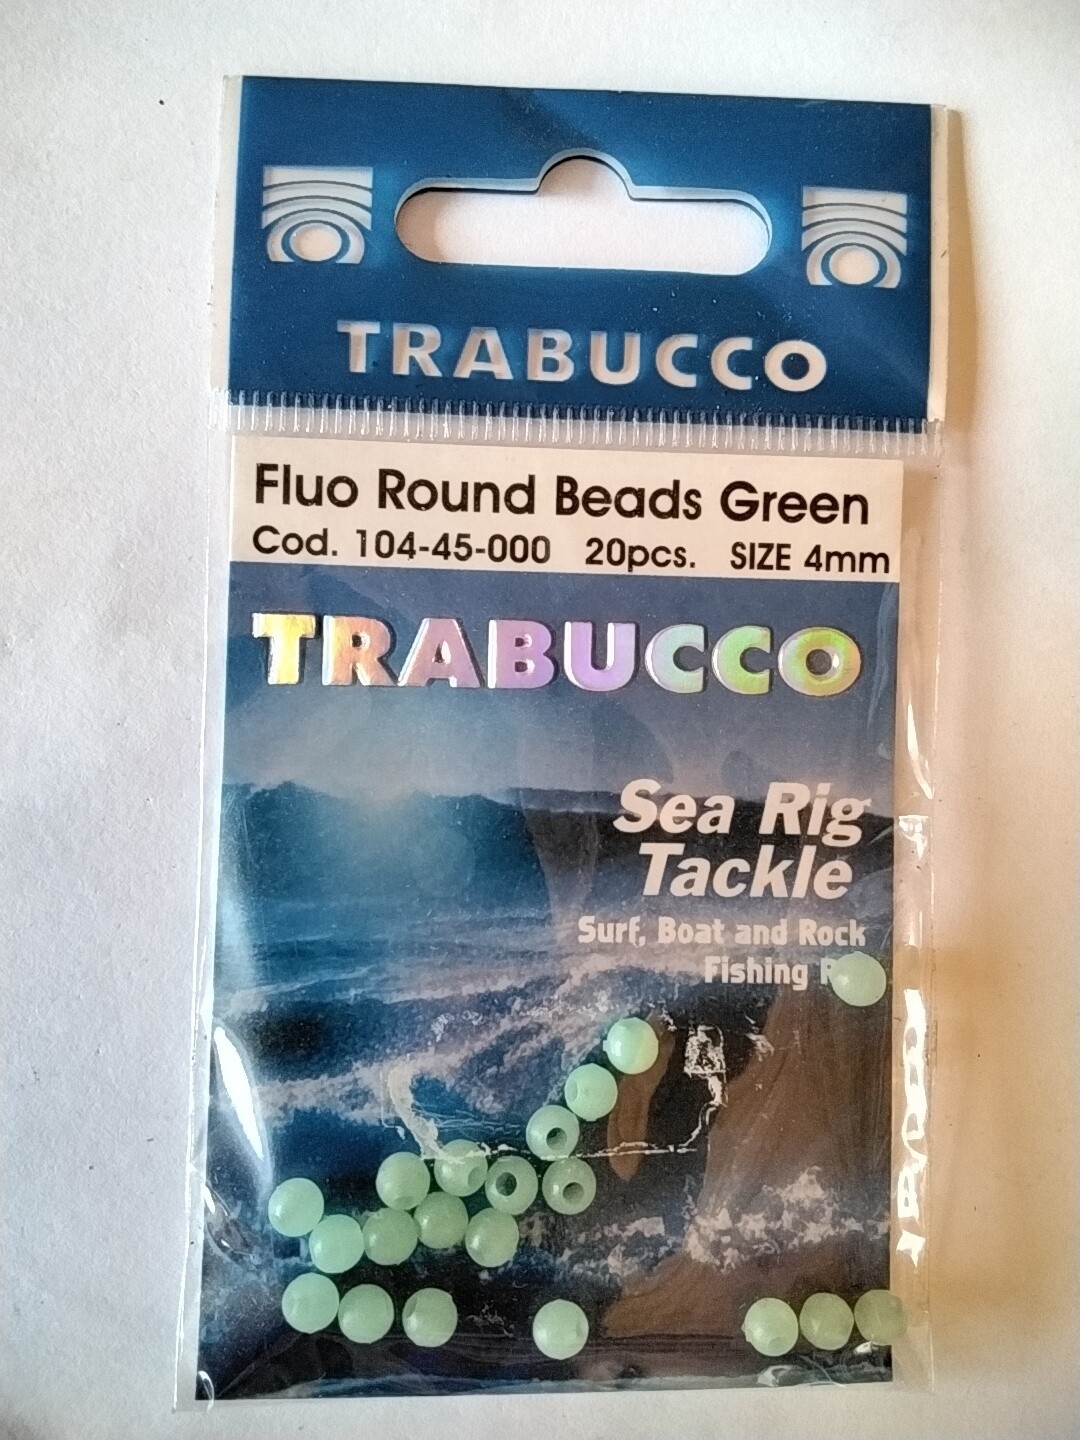 TRABUCCO
Fluo Round Beads Green
Cod. 104-45-000 20pcs. SIZE 4mm
TRABUCCO
Sea Rig
Tackle
Surf, Boat and Rock
Fishing